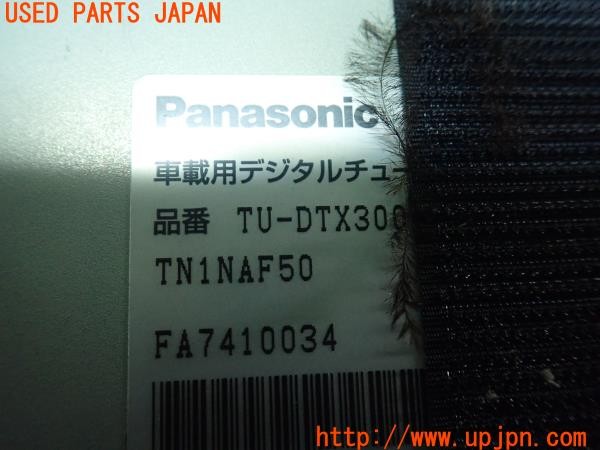 USED PARTS JAPAN
Panasonic
車載用デジタルチュー
品番 TU-DTX300
TN1NAF50
FA7410034
http://www.upjpn.com